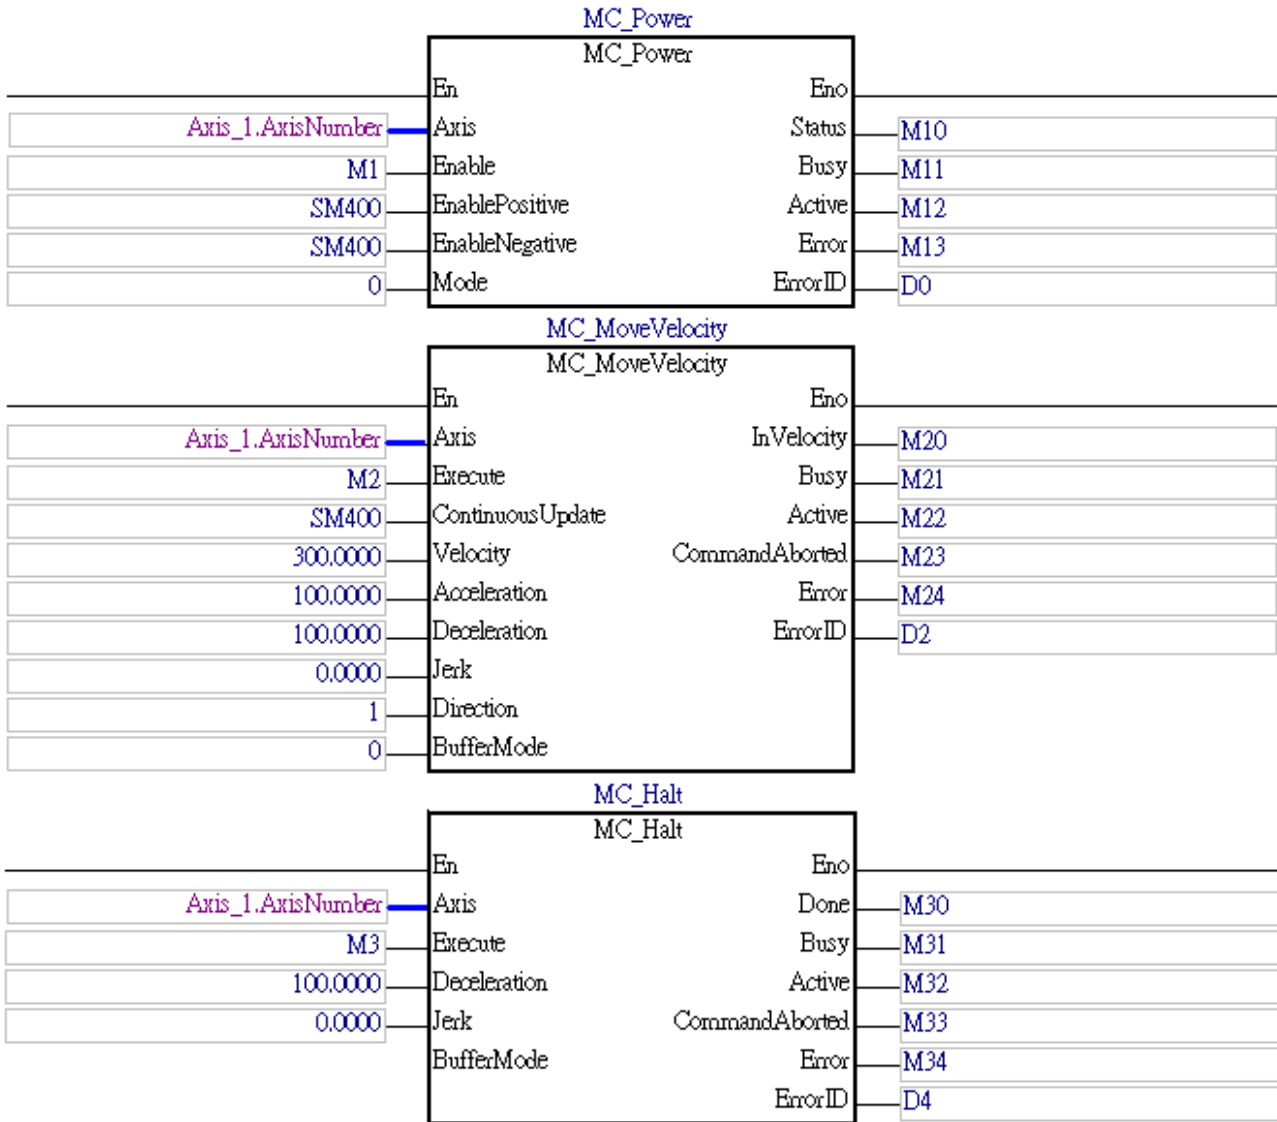 MC_Power
MC_Power
En Eno
Axis_1.AxisNumber Axis Status M10
M1 Enable Busy M11
SM400 EnablePositive Active M12
SM400 EnableNegative Error M13
0 Mode ErrorID D0
MC_MoveVelocity
MC_MoveVelocity
En Eno
Axis_1.AxisNumber Axis InVelocity M20
M2 Execute Busy M21
SM400 ContinuousUpdate Active M22
300.0000 Velocity CommandAborted M23
100.0000 Acceleration Error M24
100.0000 Deceleration ErrorID D2
0.0000 Jerk
1 Direction
0 BufferMode
MC_Halt
MC_Halt
En Eno
Axis_1.AxisNumber Axis Done M30
M3 Execute Busy M31
100.0000 Deceleration Active M32
0.0000 Jerk CommandAborted M33
BufferMode Error M34
ErrorID D4